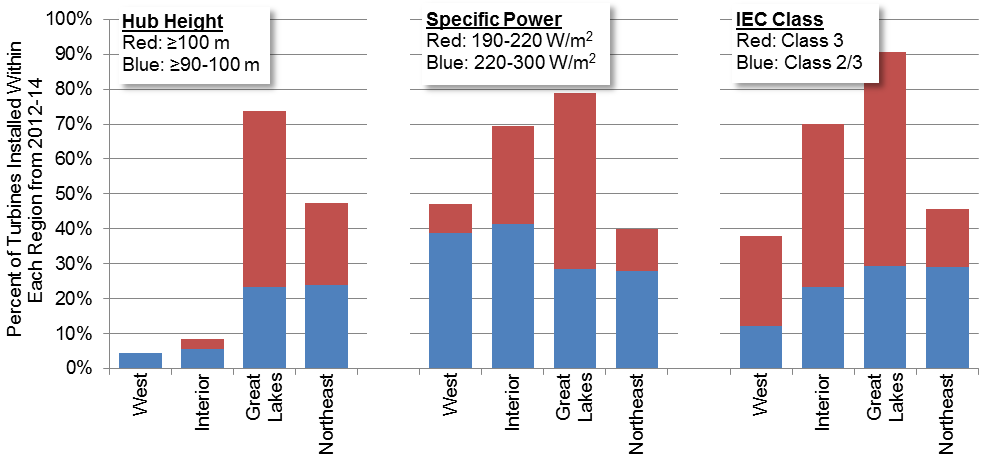 Percent of Turbines Installed Within
Each Region from 2012-14
100%
90%
80%
70%
60%
50%
40%
30%
20%
10%
0%
Hub Height
Red: ≥100 m
Blue: ≥90-100 m
Specific Power
Red: 190-220 W/m²
Blue: 220-300 W/m²
IEC Class
Red: Class 3
Blue: Class 2/3
West
Interior
Great
Lakes
Northeast
West
Interior
Great
Lakes
Northeast
West
Interior
Great
Lakes
Northeast